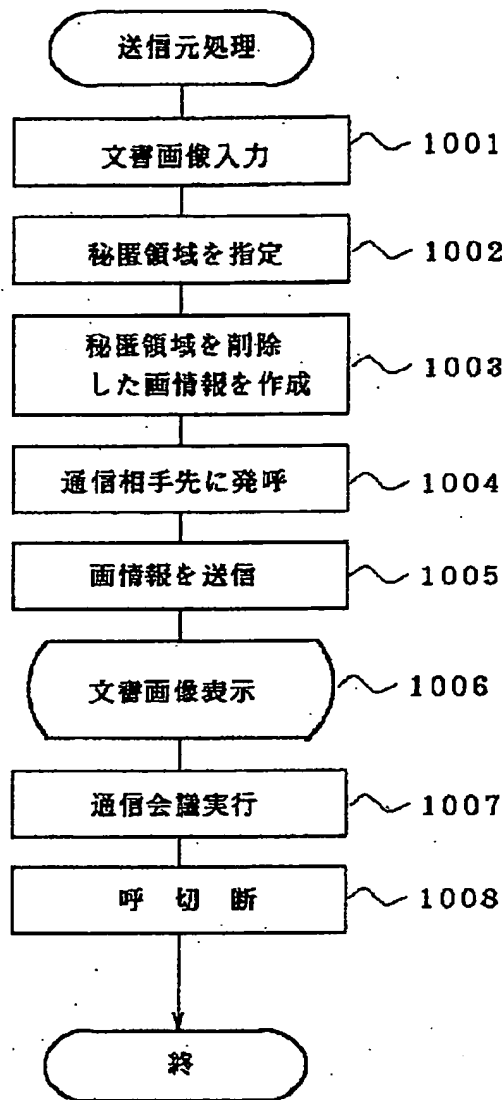 送信元処理
文書画像入力 1001
秘匿領域を指定 1002
秘匿領域を削除
した画情報を作成 1003
通信相手先に発呼 1004
画情報を送信 1005
文書画像表示 1006
通信会議実行 1007
呼 切 断 1008
終